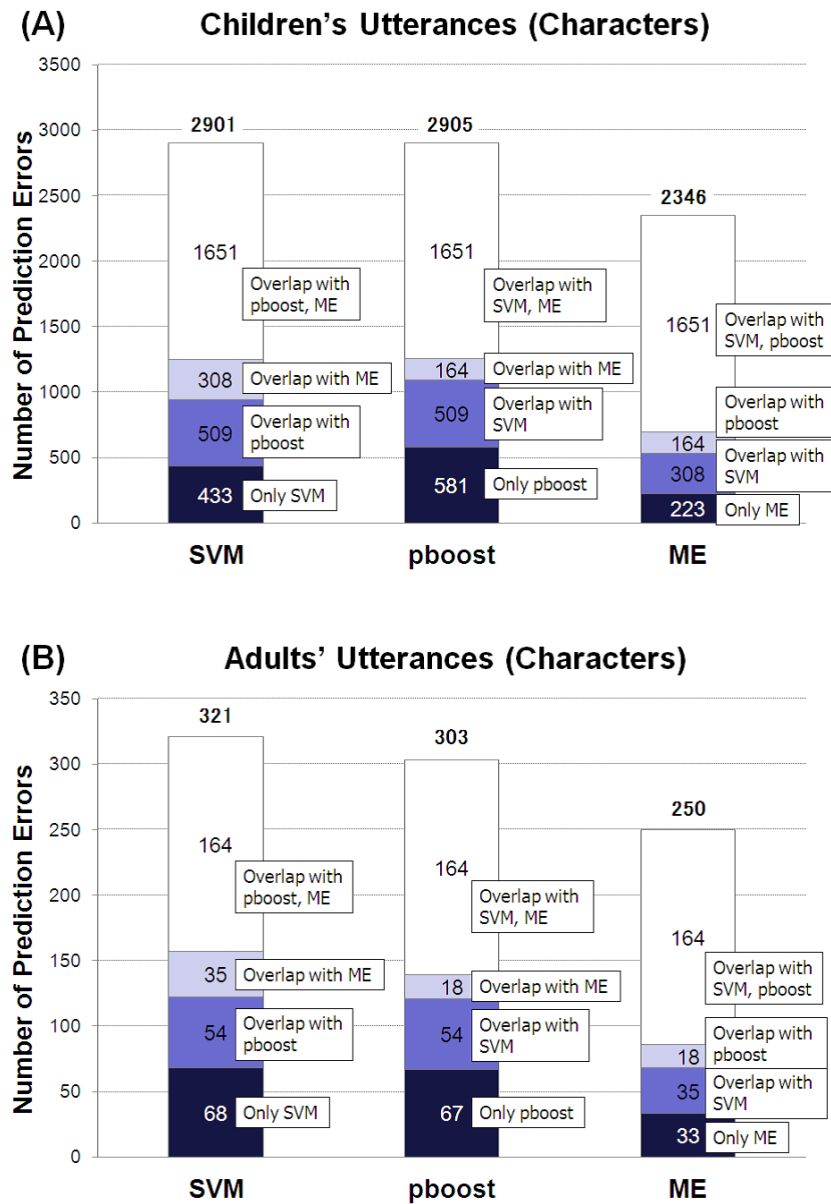 (A) Children's Utterances (Characters)
Number of Prediction Errors
3500
3000
2500
2000
1500
1000
500
0
2901
1651
Overlap with
pboost, ME
308
Overlap with ME
509
Overlap with
pboost
433
Only SVM
SVM
2905
1651
Overlap with
SVM, ME
164
Overlap with ME
509
Overlap with
SVM
581
Only pboost
pboost
2346
1651
Overlap with
SVM, pboost
Overlap with
pboost
164
Overlap with
SVM
308
223
Only ME
ME
(B) Adults' Utterances (Characters)
Number of Prediction Errors
350
300
250
200
150
100
50
0
321
164
Overlap with
pboost, ME
35
Overlap with ME
54
Overlap with
pboost
68
Only SVM
SVM
303
164
Overlap with
SVM, ME
18
Overlap with ME
54
Overlap with
SVM
67
Only pboost
pboost
250
164
Overlap with
SVM, pboost
18
Overlap with
pboost
35
Overlap with
SVM
33
Only ME
ME